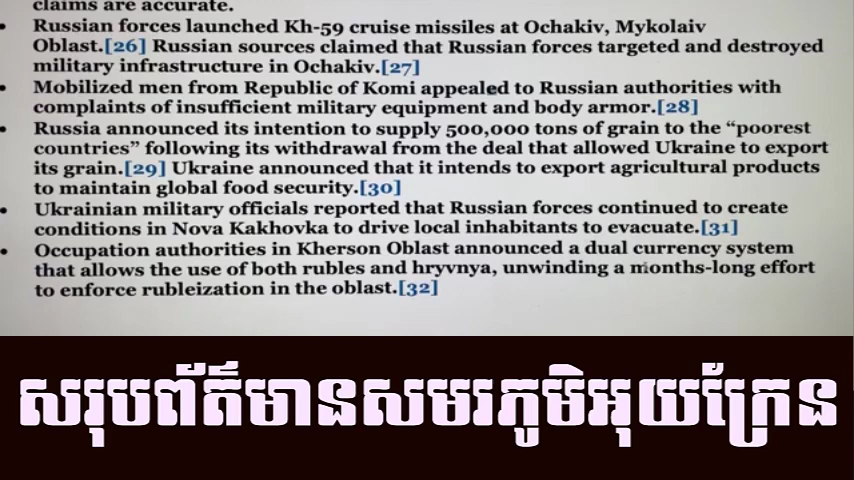 claims are accurate.
• Russian forces launched Kh-59 cruise missiles at Ochakiv, Mykolaiv
Oblast.[26] Russian sources claimed that Russian forces targeted and destroyed
military infrastructure in Ochakiv.[27]
• Mobilized men from Republic of Komi appealed to Russian authorities with
complaints of insufficient military equipment and body armor.[28]
• Russia announced its intention to supply 500,000 tons of grain to the “poorest
countries” following its withdrawal from the deal that allowed Ukraine to export
its grain.[29] Ukraine announced that it intends to export agricultural products
to maintain global food security.[30]
• Ukrainian military officials reported that Russian forces continued to create
conditions in Nova Kakhovka to drive local inhabitants to evacuate.[31]
• Occupation authorities in Kherson Oblast announced a dual currency system
that allows the use of both rubles and hryvnya, unwinding a months-long effort
to enforce rubleization in the oblast.[32]
សរុបព័ត៌មានសមរភូមិអុយក្រែន